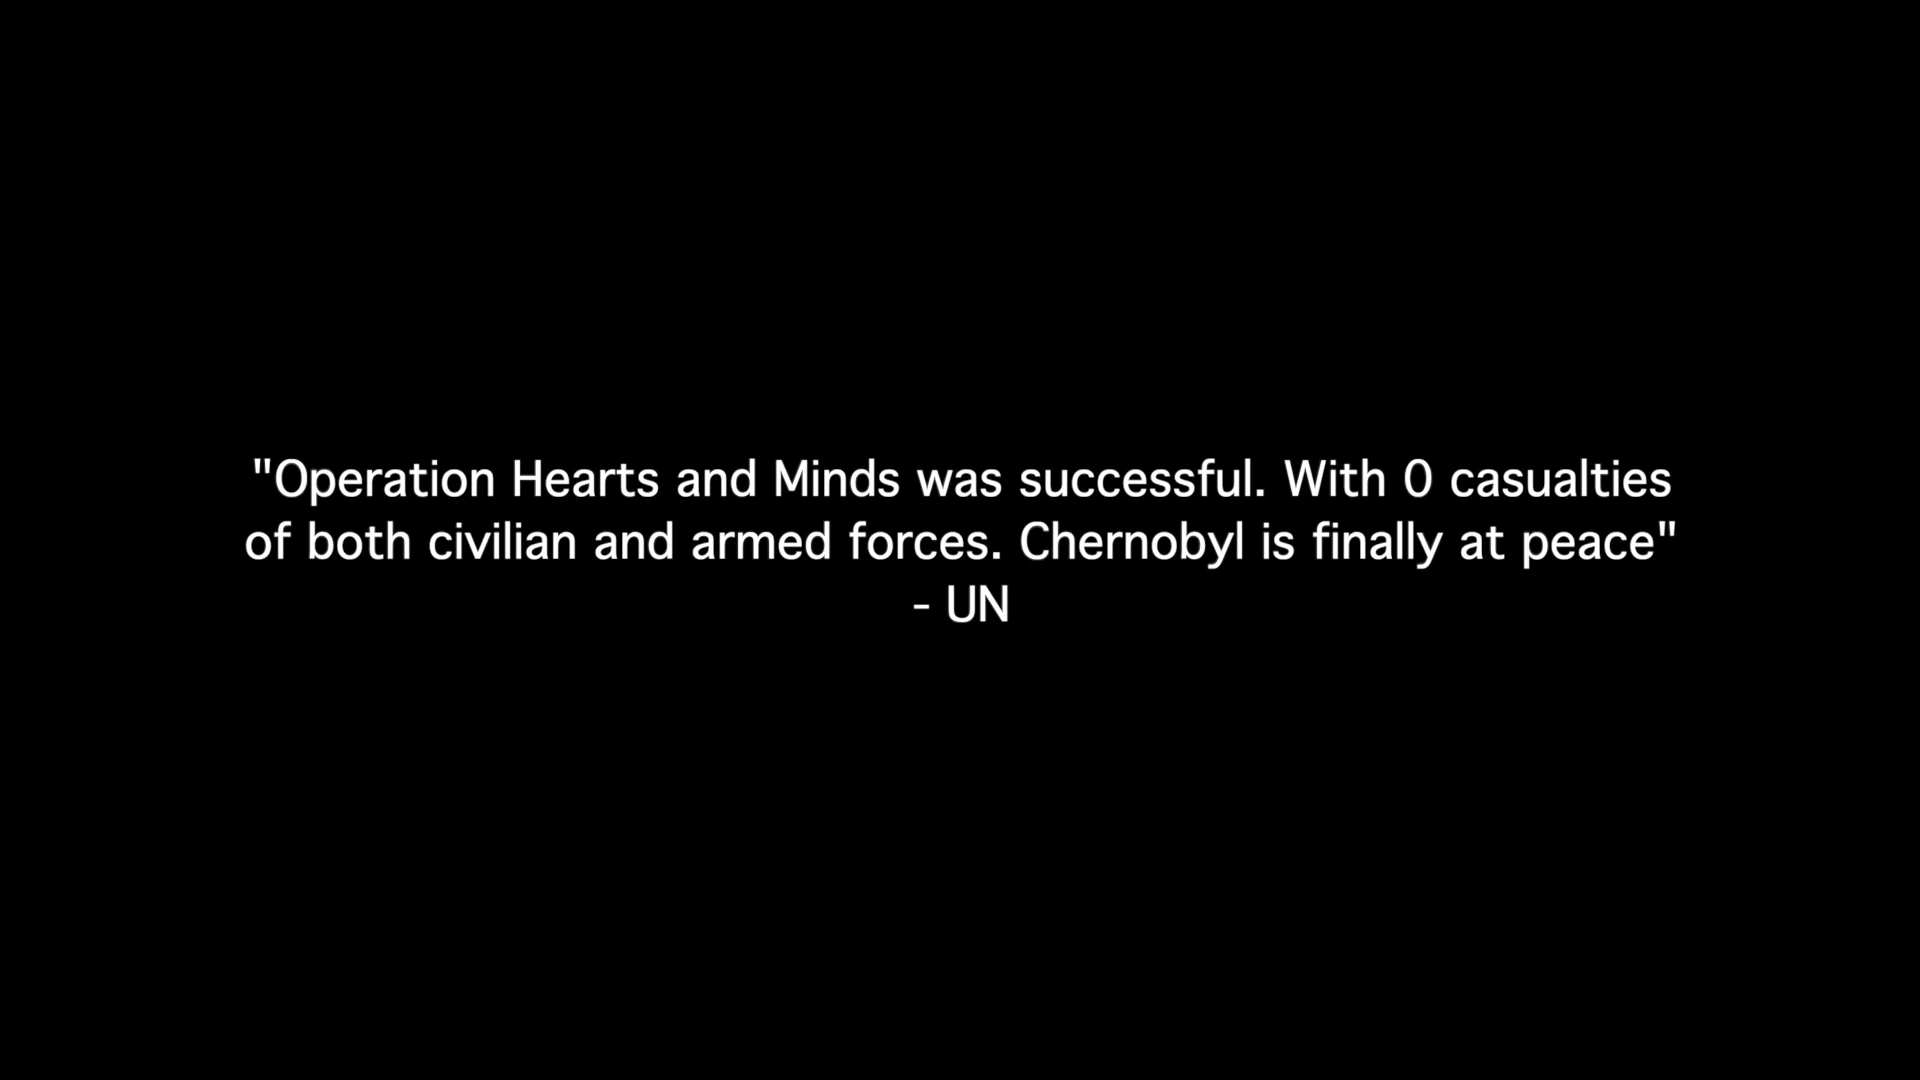 "Operation Hearts and Minds was successful. With 0 casualties
of both civilian and armed forces. Chernobyl is finally at peace"
- UN